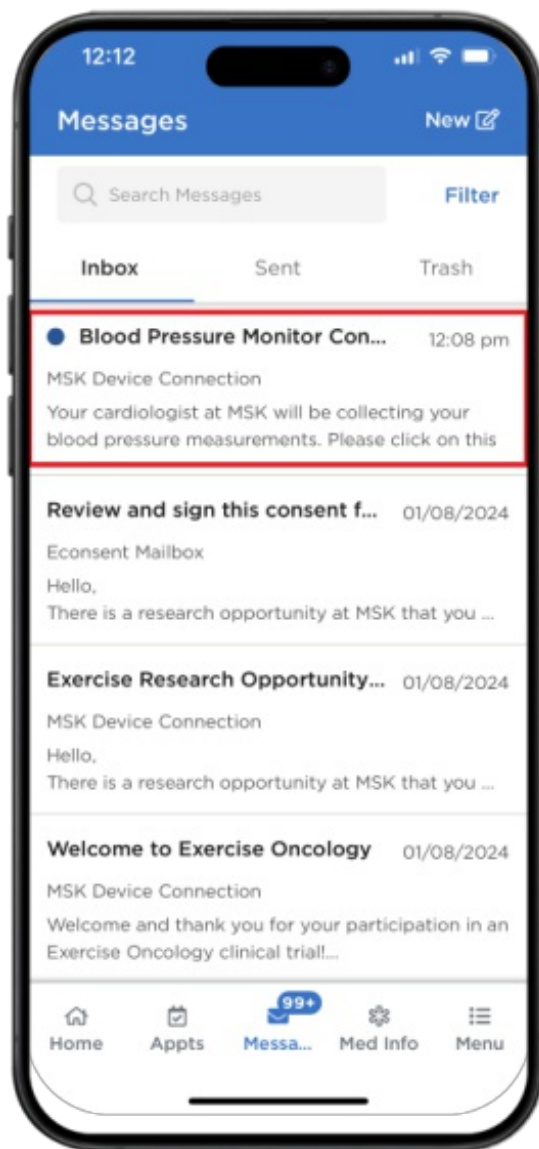 12:12
Messages
New
Search Messages
Filter
Inbox Sent Trash
Blood Pressure Monitor Con... 12:08 pm
MSK Device Connection
Your cardiologist at MSK will be collecting your
blood pressure measurements. Please click on this
Review and sign this consent f... 01/08/2024
Econsent Mailbox
Hello,
There is a research opportunity at MSK that you ...
Exercise Research Opportunity... 01/08/2024
MSK Device Connection
Hello,
There is a research opportunity at MSK that you ...
Welcome to Exercise Oncology 01/08/2024
MSK Device Connection
Welcome and thank you for your participation in an
Exercise Oncology clinical trial!...
99+
Home Appts Messa... Med Info Menu